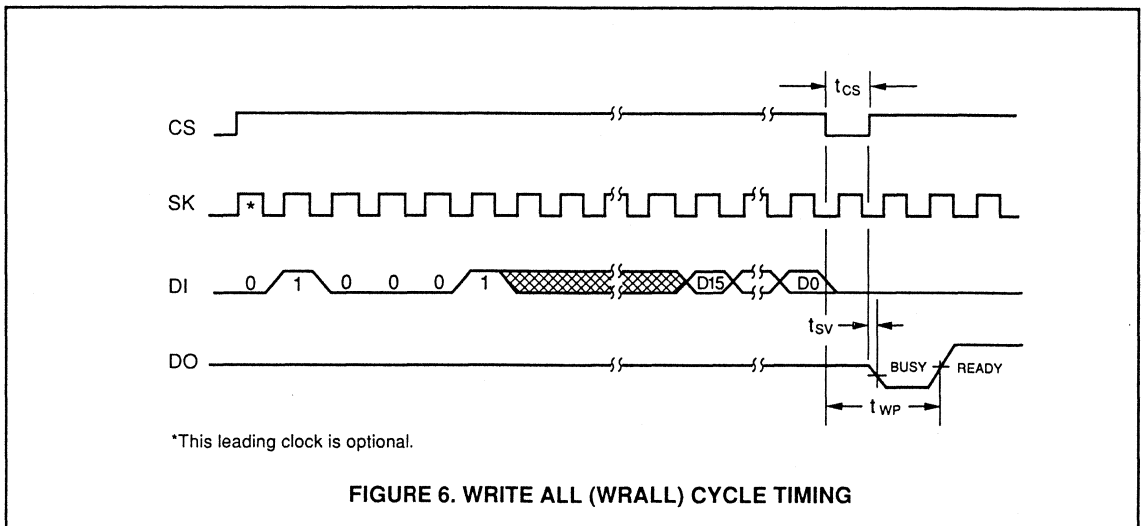 tCS
CS
SK
*
DI
0 1 0 0 0 1 D15 D0
tSV
DO
BUSY READY
tWP
*This leading clock is optional.
FIGURE 6. WRITE ALL (WRALL) CYCLE TIMING